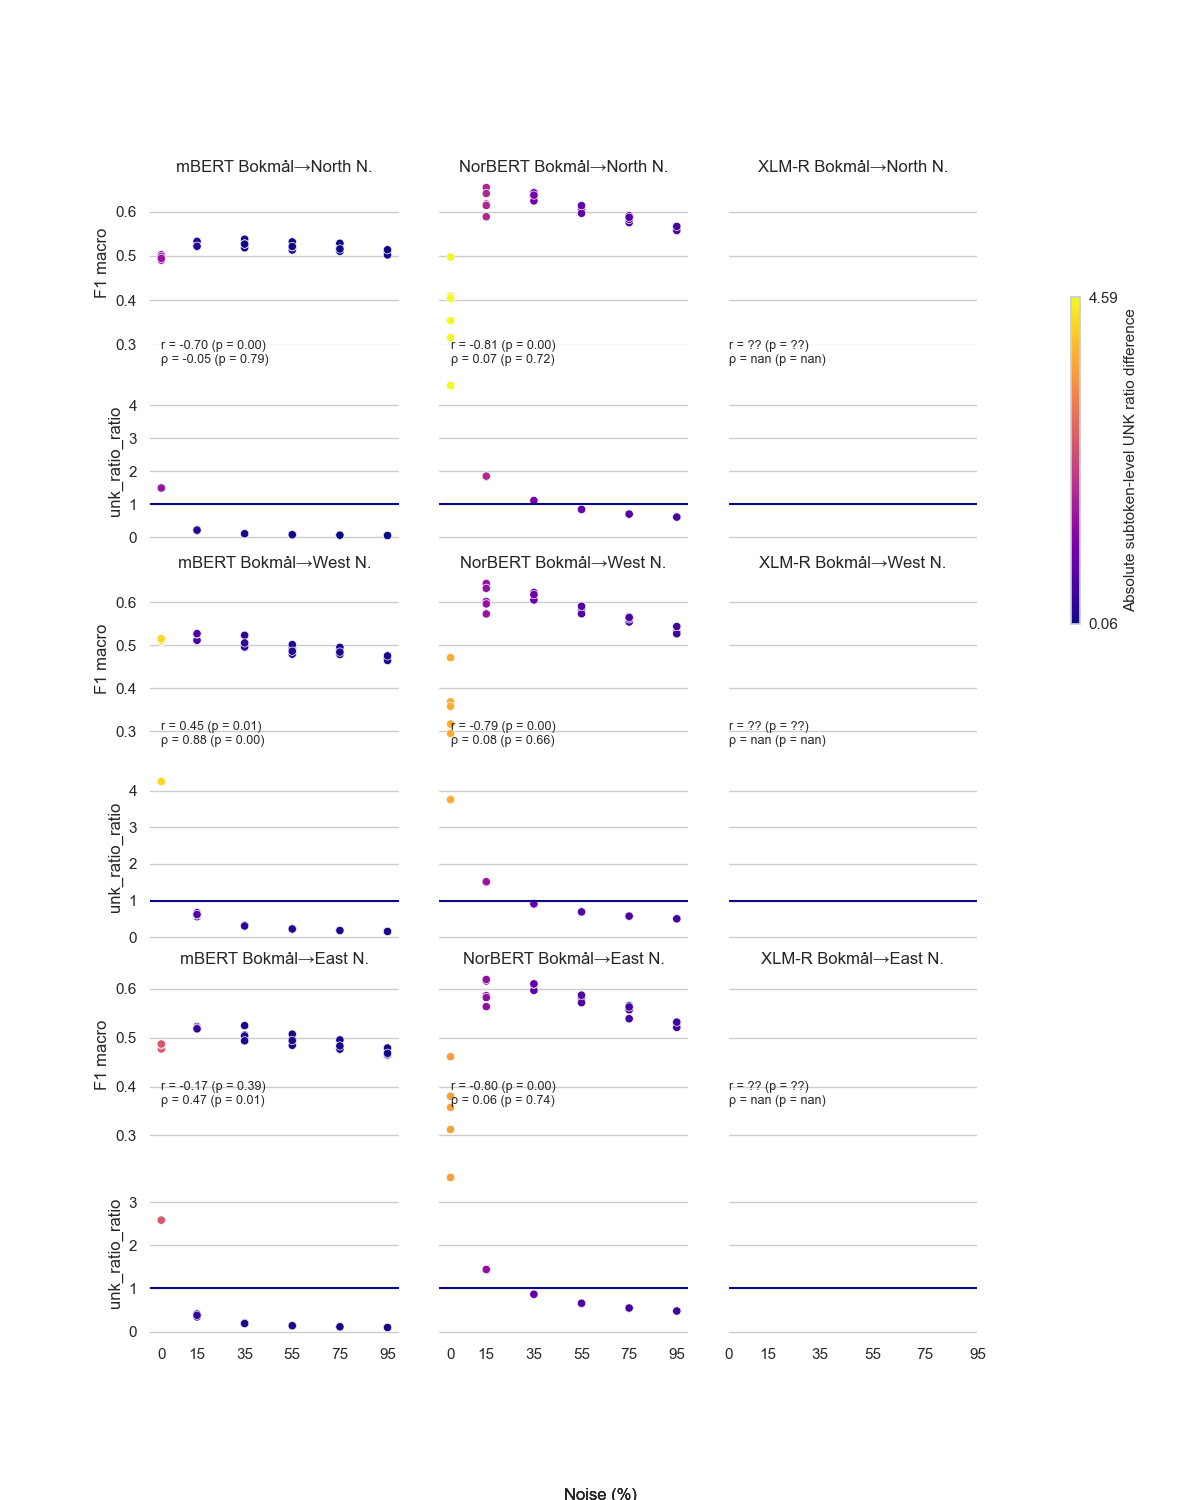 mBERT Bokmål→North N.
NorBERT Bokmål→North N.
XLM-R Bokmål→North N.
F1 macro
0.6
0.5
0.4
0.3
r = -0.70 (p = 0.00)
ρ = -0.05 (p = 0.79)
r = -0.81 (p = 0.00)
ρ = 0.07 (p = 0.72)
r = ?? (p = ??)
ρ = nan (p = nan)
unk_ratio_ratio
4
3
2
1
0
mBERT Bokmål→West N.
NorBERT Bokmål→West N.
XLM-R Bokmål→West N.
F1 macro
0.6
0.5
0.4
0.3
r = 0.45 (p = 0.01)
ρ = 0.88 (p = 0.00)
r = -0.79 (p = 0.00)
ρ = 0.08 (p = 0.66)
r = ?? (p = ??)
ρ = nan (p = nan)
unk_ratio_ratio
4
3
2
1
0
mBERT Bokmål→East N.
NorBERT Bokmål→East N.
XLM-R Bokmål→East N.
F1 macro
0.6
0.5
0.4
0.3
r = -0.17 (p = 0.39)
ρ = 0.47 (p = 0.01)
r = -0.80 (p = 0.00)
ρ = 0.06 (p = 0.74)
r = ?? (p = ??)
ρ = nan (p = nan)
unk_ratio_ratio
3
2
1
0
0 15 35 55 75 95
0 15 35 55 75 95
0 15 35 55 75 95
Noise (%)
4.59
0.06
Absolute subtoken-level UNK ratio difference